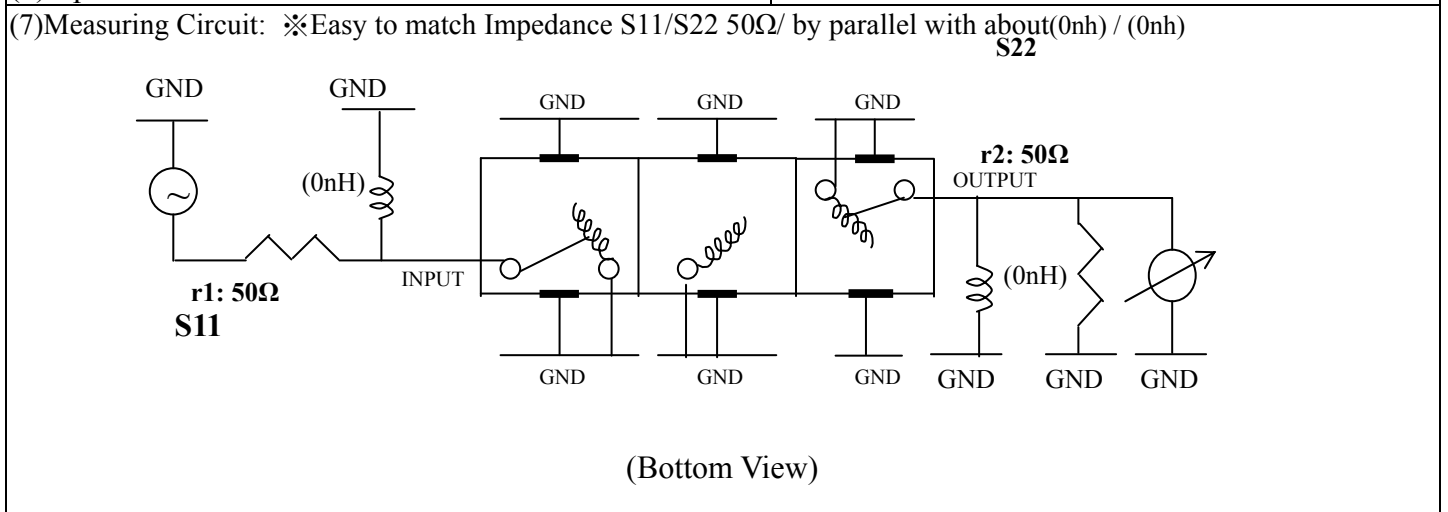 (7)Measuring Circuit: ※Easy to match Impedance S11/S22 50Ω/ by parallel with about(0nh) / (0nh)
S22
GND
GND
GND
GND
GND
r2: 50Ω
(0nH)
OUTPUT
~
INPUT
(0nH)
r1: 50Ω
S11
GND
GND
GND
GND
GND
GND
(Bottom View)